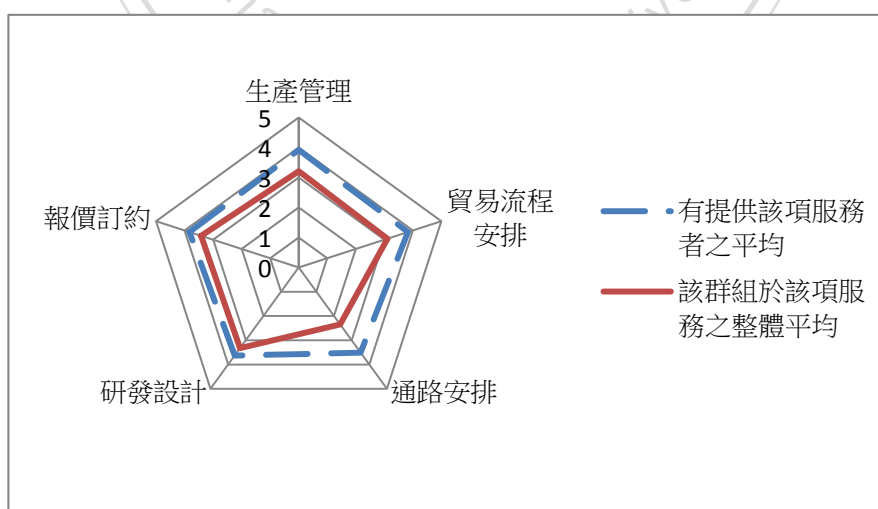 生產管理
5
4
3
2
1
0
貿易流程
安排
通路安排
研發設計
報價訂約
有提供該項服務
者之平均
該群組於該項服
務之整體平均